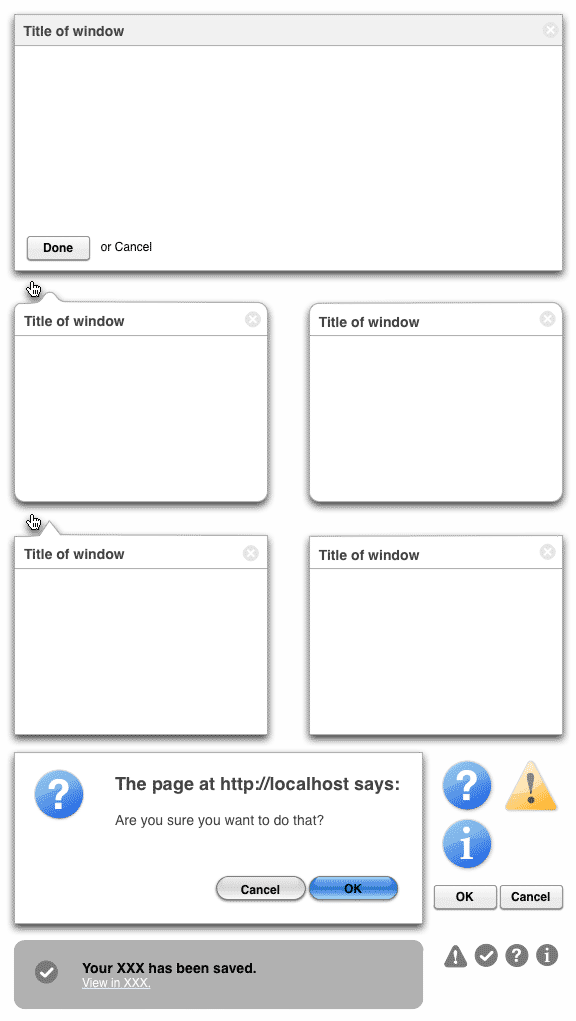 Title of window
Done or Cancel
Title of window
Title of window
Title of window
Title of window
The page at http://localhost says:
Are you sure you want to do that?
Cancel OK
OK Cancel
Your XXX has been saved.
View in XXX.